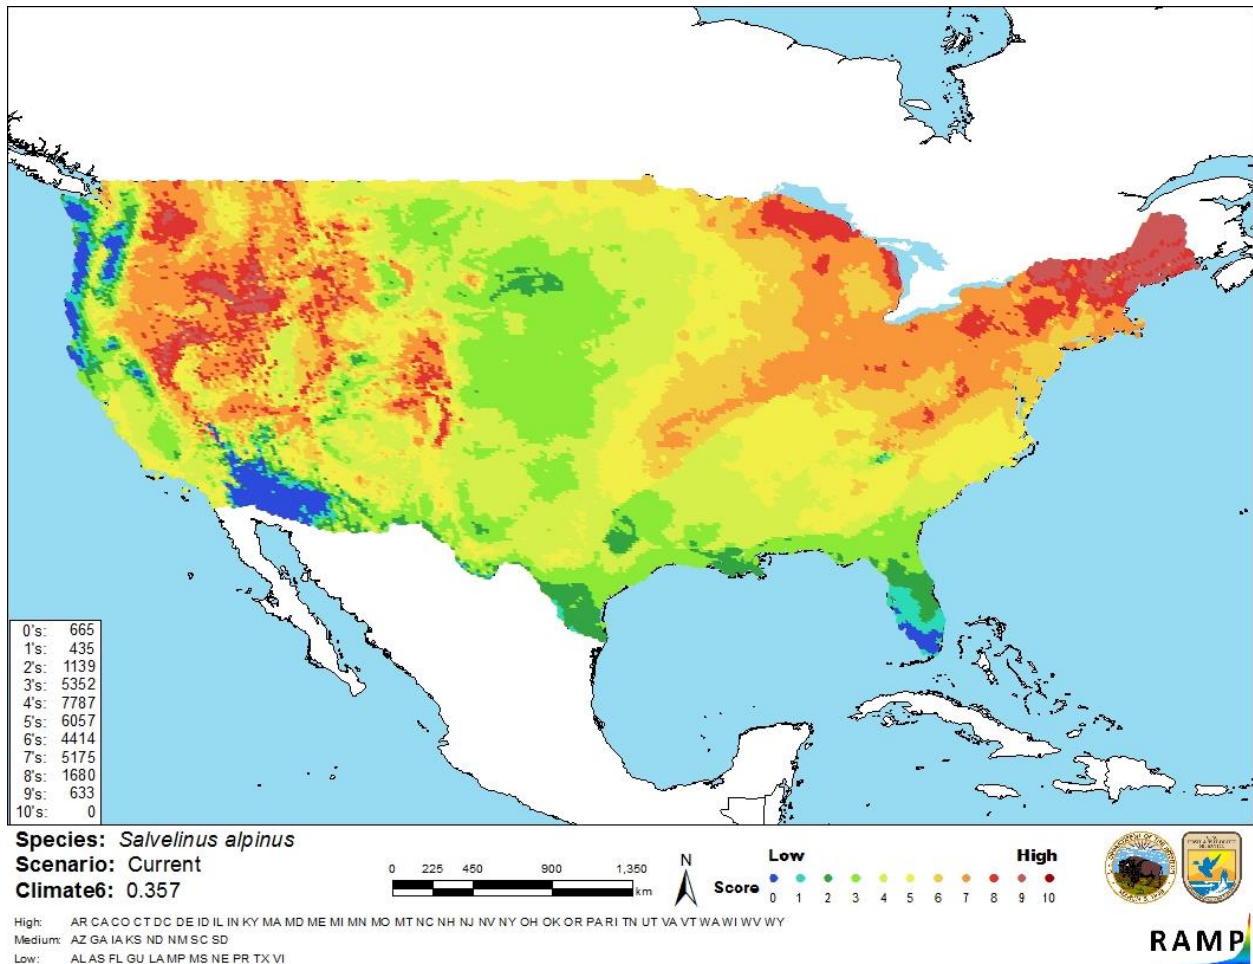 0's: 665
1's: 435
2's: 1139
3's: 5352
4's: 7787
5's: 6057
6's: 4414
7's: 5175
8's: 1680
9's: 633
10's: 0
Species: Salvelinus alpinus
Scenario: Current
Climate6: 0.357
0 225 450 900 1,350
km
N
Low High
Score 0 1 2 3 4 5 6 7 8 9 10
High: AR CA CO CT DC DE ID IL IN KY MA MD ME MI MN MO MT NC NH NJ NV NY OH OK OR PA RI TN UT VA VT WA WI WV WY
Medium: AZ GA IA KS ND NM SC SD
Low: AL AS FL GU LA MP MS NE PR TX VI
RAMP